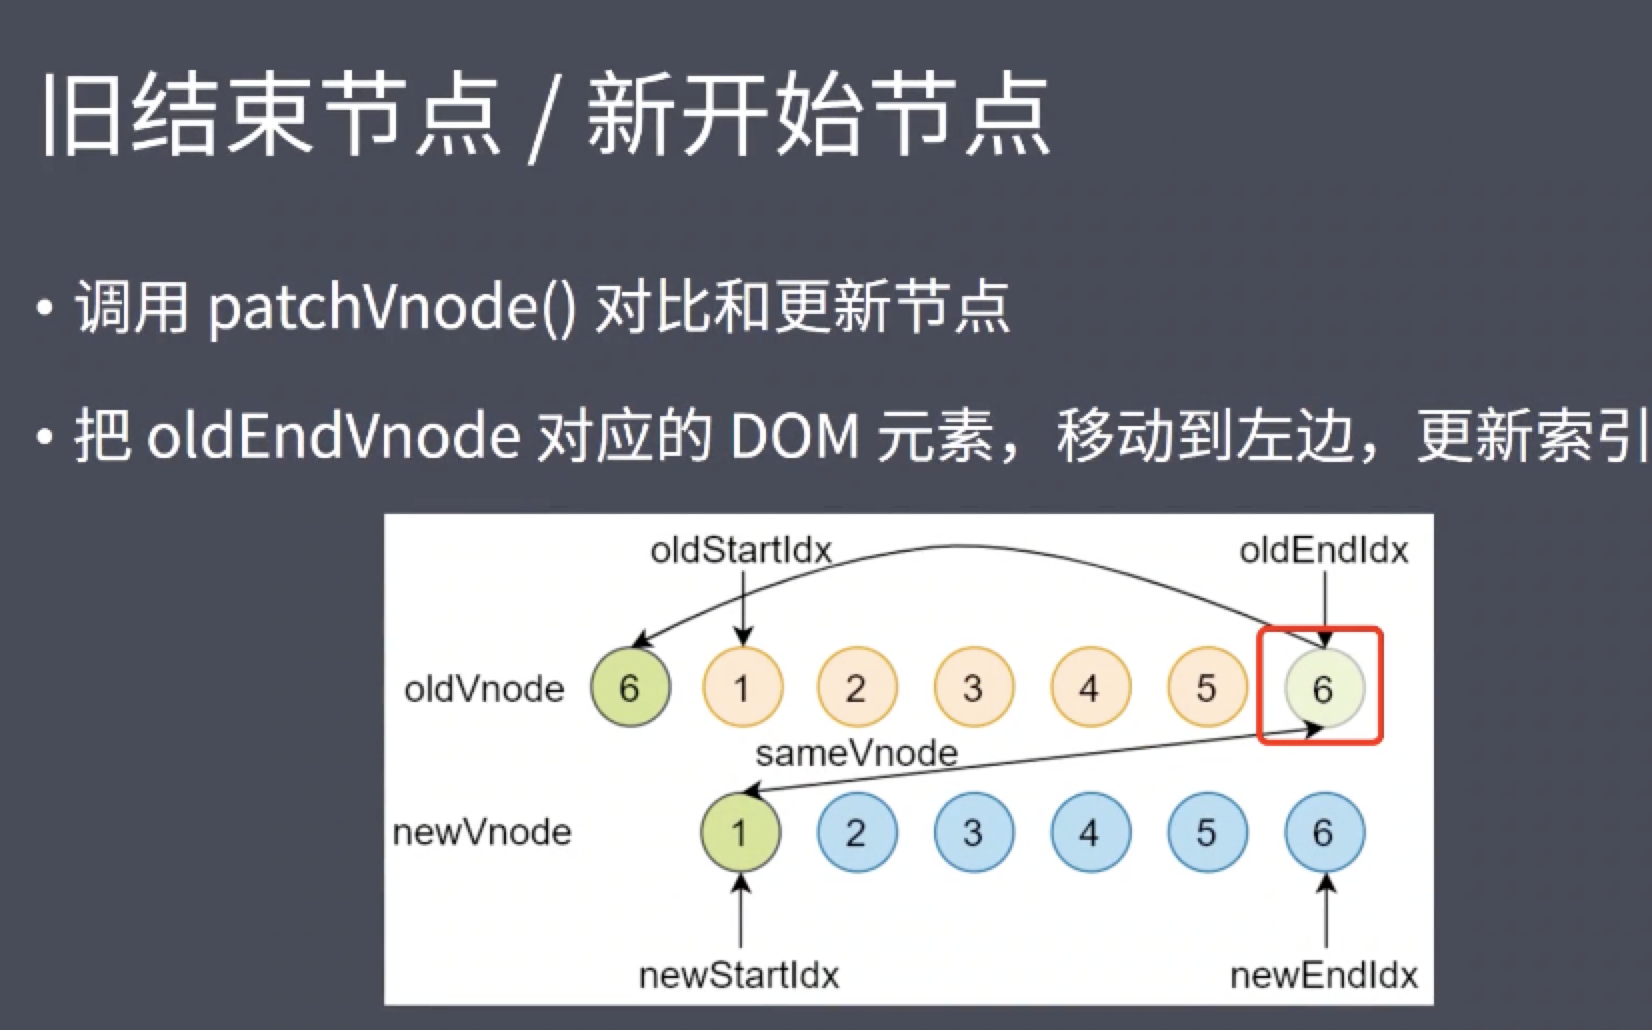 旧结束节点 / 新开始节点
• 调用 patchVnode() 对比和更新节点
• 把 oldEndVnode 对应的 DOM 元素，移动到左边，更新索引
oldStartIdx oldEndIdx
oldVnode 6 1 2 3 4 5 6
sameVnode
newVnode 1 2 3 4 5 6
newStartIdx newEndIdx